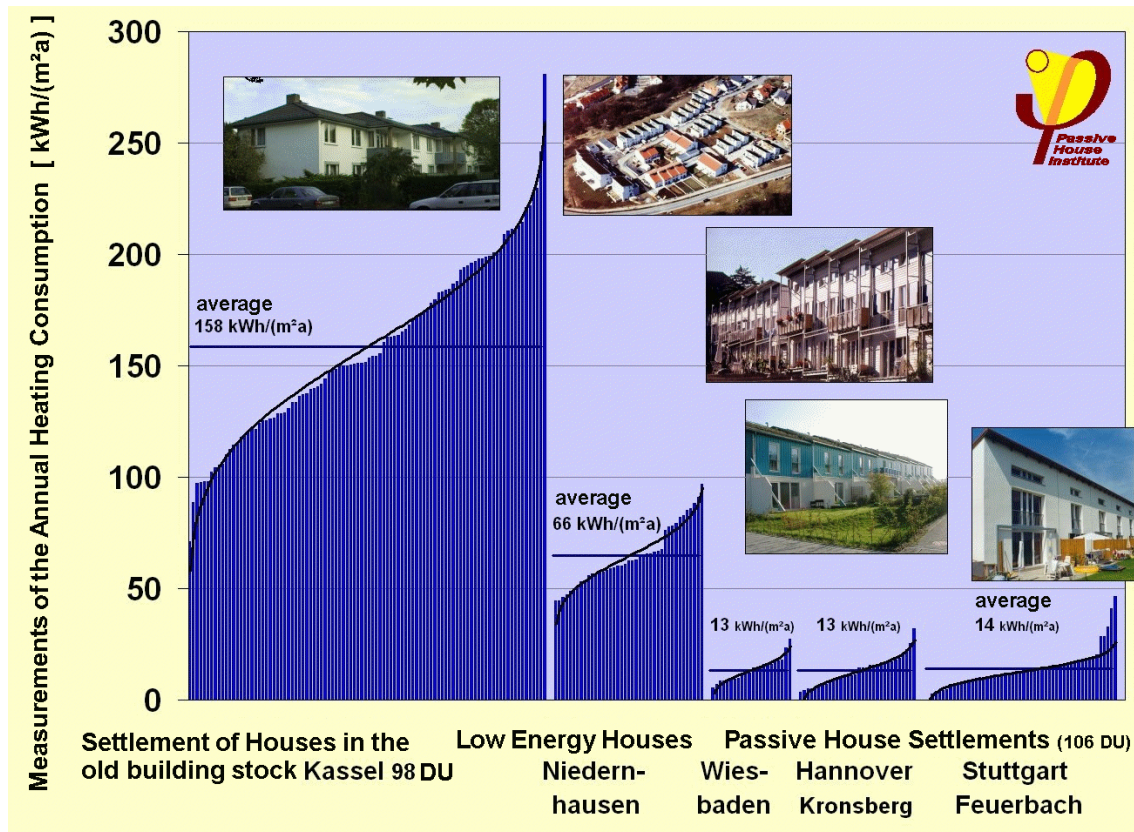 Measurements of the Annual Heating Consumption [ kWh/(m²a) ]
300
250
200
150
100
50
0
Passive
House
Institute
average
158 kWh/(m²a)
average
66 kWh/(m²a)
13 kWh/(m²a)
13 kWh/(m²a)
average
14 kWh/(m²a)
Settlement of Houses in the
old building stock Kassel 98 DU
Low Energy Houses
Niedern-
hausen
Passive House Settlements (106 DU)
Wies-
baden
Hannover
Kronsberg
Stuttgart
Feuerbach